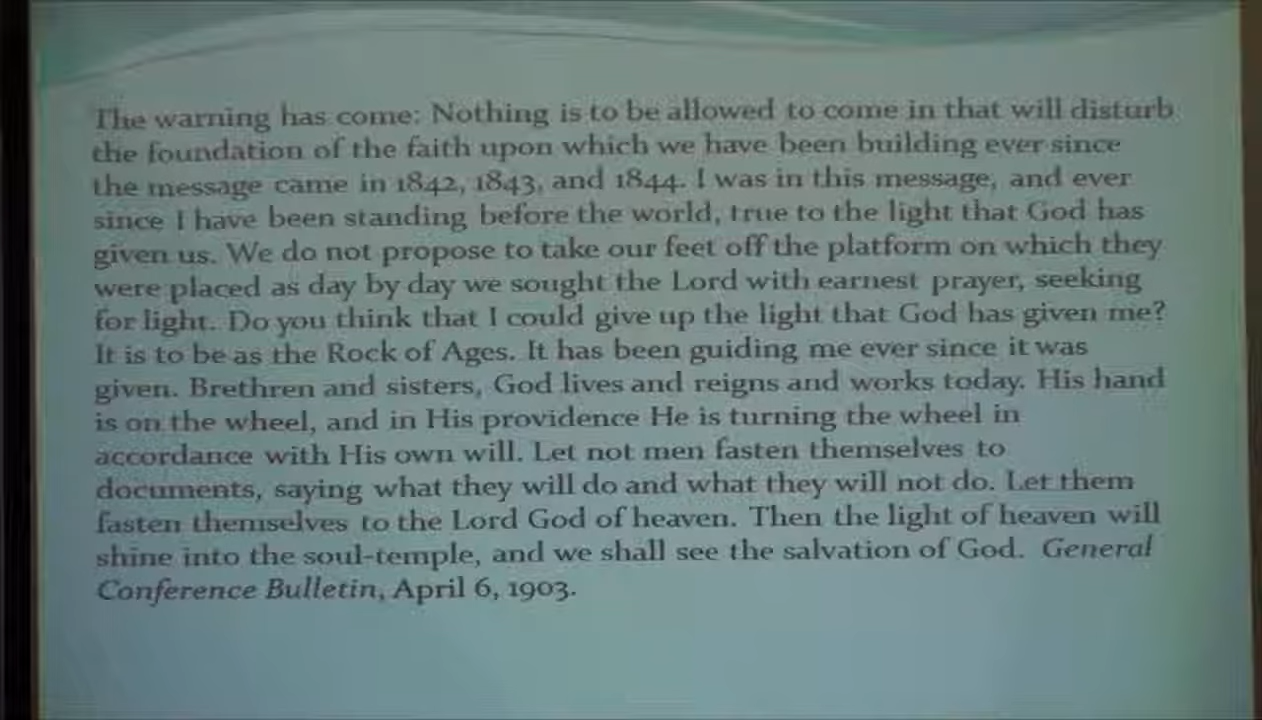 The warning has come: Nothing is to be allowed to come in that will disturb
the foundation of the faith upon which we have been building ever since
the message came in 1842, 1843, and 1844. I was in this message, and ever
since I have been standing before the world, true to the light that God has
given us. We do not propose to take our feet off the platform on which they
were placed as day by day we sought the Lord with earnest prayer, seeking
for light. Do you think that I could give up the light that God has given me?
It is to be as the Rock of Ages. It has been guiding me ever since it was
given. Brethren and sisters, God lives and reigns and works today. His hand
is on the wheel, and in His providence He is turning the wheel in
accordance with His own will. Let not men fasten themselves to
documents, saying what they will do and what they will not do. Let them
fasten themselves to the Lord God of heaven. Then the light of heaven will
shine into the soul-temple, and we shall see the salvation of God. General
Conference Bulletin, April 6, 1903.